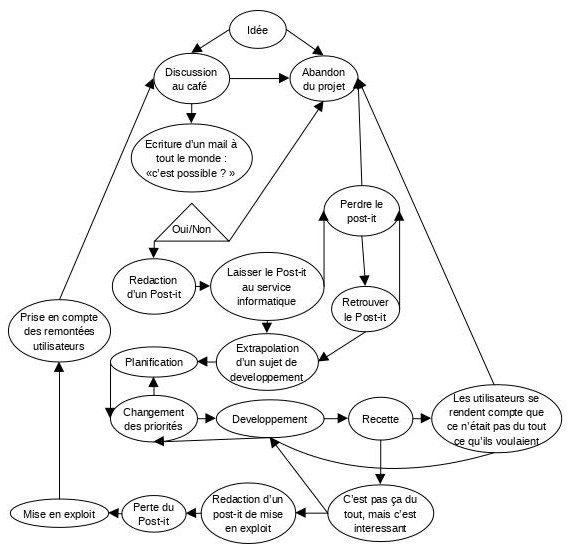 Idée
Discussion
au café
Abandon
du projet
Ecriture d'un mail à
tout le monde :
«c'est possible ? »
Oui/Non
Perdre le
post-it
Redaction
d'un Post-it
Laisser le Post-it
au service
informatique
Retrouver
le Post-it
Prise en compte
des remontées
utilisateurs
Extrapolation
d'un sujet de
developpement
Planification
Changement
des priorités
Developpement
Recette
Les utilisateurs se
rendent compte que
ce n'était pas du tout
ce qu'ils voulaient
Mise en exploit
Perte du
Post-it
Redaction d'un
post-it de mise
en exploit
C'est pas ça du
tout, mais c'est
interessant